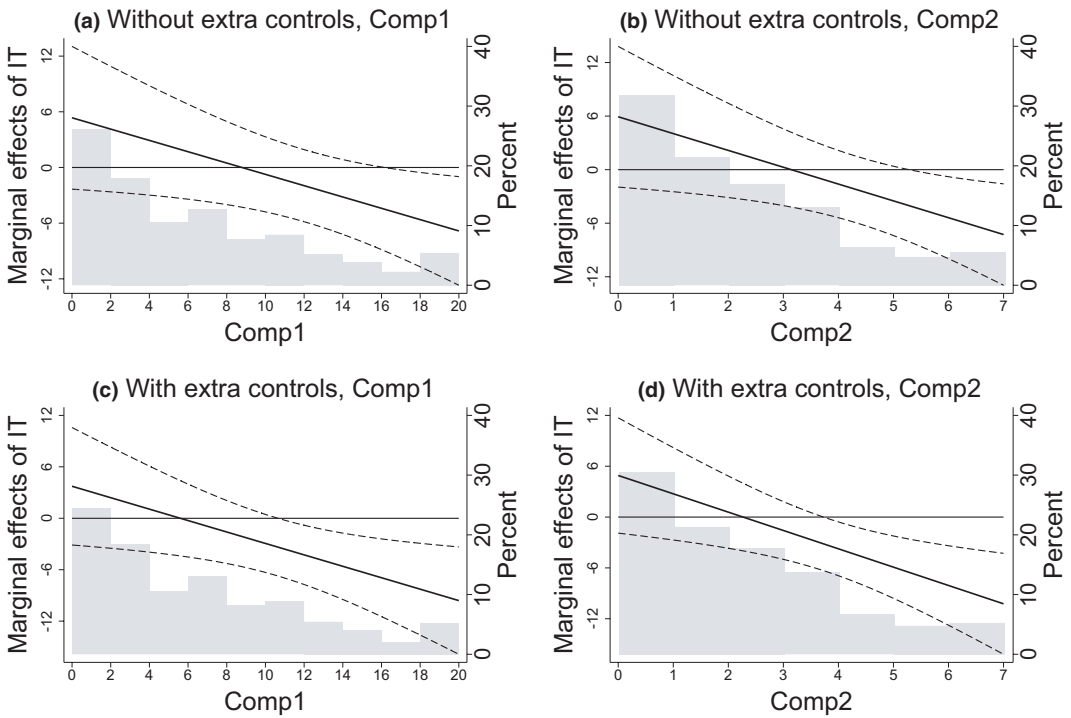 (a) Without extra controls, Comp1
Marginal effects of IT
12
6
0
-6
-12
0 2 4 6 8 10 12 14 16 18 20
Comp1
40
30
20
10
0
Percent
(b) Without extra controls, Comp2
Marginal effects of IT
12
6
0
-6
-12
0 1 2 3 4 5 6 7
Comp2
40
30
20
10
0
Percent
(c) With extra controls, Comp1
Marginal effects of IT
12
6
0
-6
-12
0 2 4 6 8 10 12 14 16 18 20
Comp1
40
30
20
10
0
Percent
(d) With extra controls, Comp2
Marginal effects of IT
12
6
0
-6
-12
0 1 2 3 4 5 6 7
Comp2
40
30
20
10
0
Percent